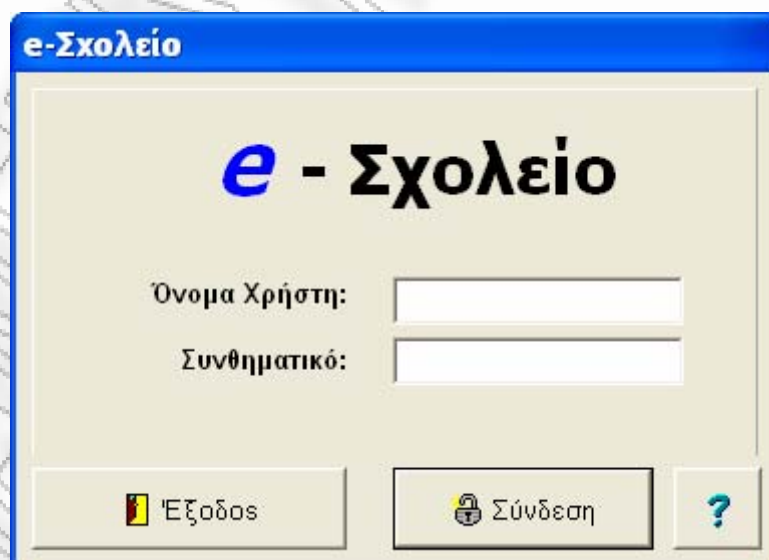 e-Σχολείο
e - Σχολείο
Όνομα Χρήστη:
Συνθηματικό:
Έξοδος Σύνδεση ?